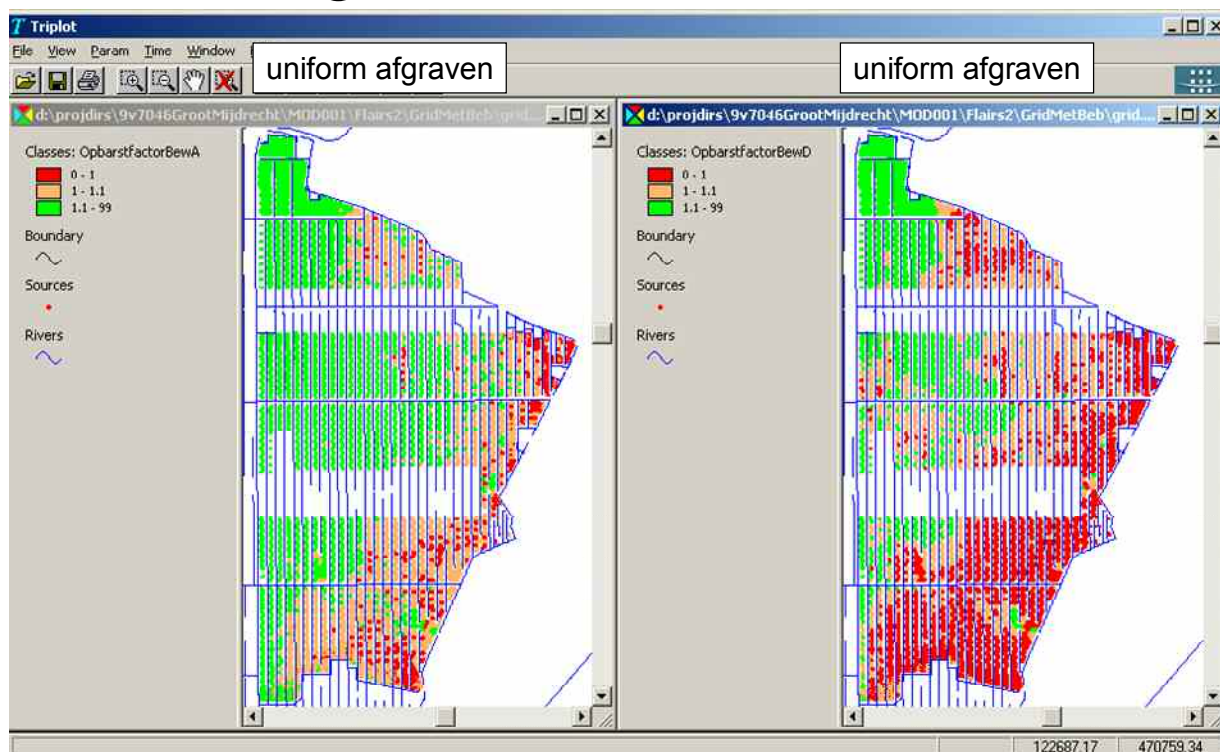 Triplot
File View Param Time Window
uniform afgraven
uniform afgraven
d:\projdirs\9v7046GrootMijdrecht\MOD001\Flairs2\GridMetBeb\grid....
Classes: OpbarstfactorBewA
0 - 1
1 - 1.1
1.1 - 99
Boundary
Sources
Rivers
d:\projdirs\9v7046GrootMijdrecht\MOD001\Flairs2\GridMetBeb\grid....
Classes: OpbarstfactorBewD
0 - 1
1 - 1.1
1.1 - 99
Boundary
Sources
Rivers
122687.17 470759.34